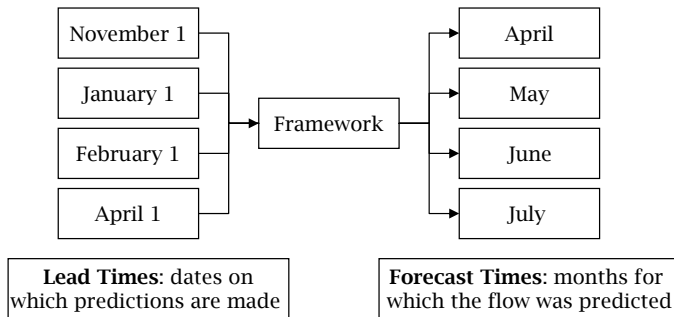 November 1
January 1
February 1
April 1
Framework
April
May
June
July
Lead Times: dates on
which predictions are made
Forecast Times: months for
which the flow was predicted